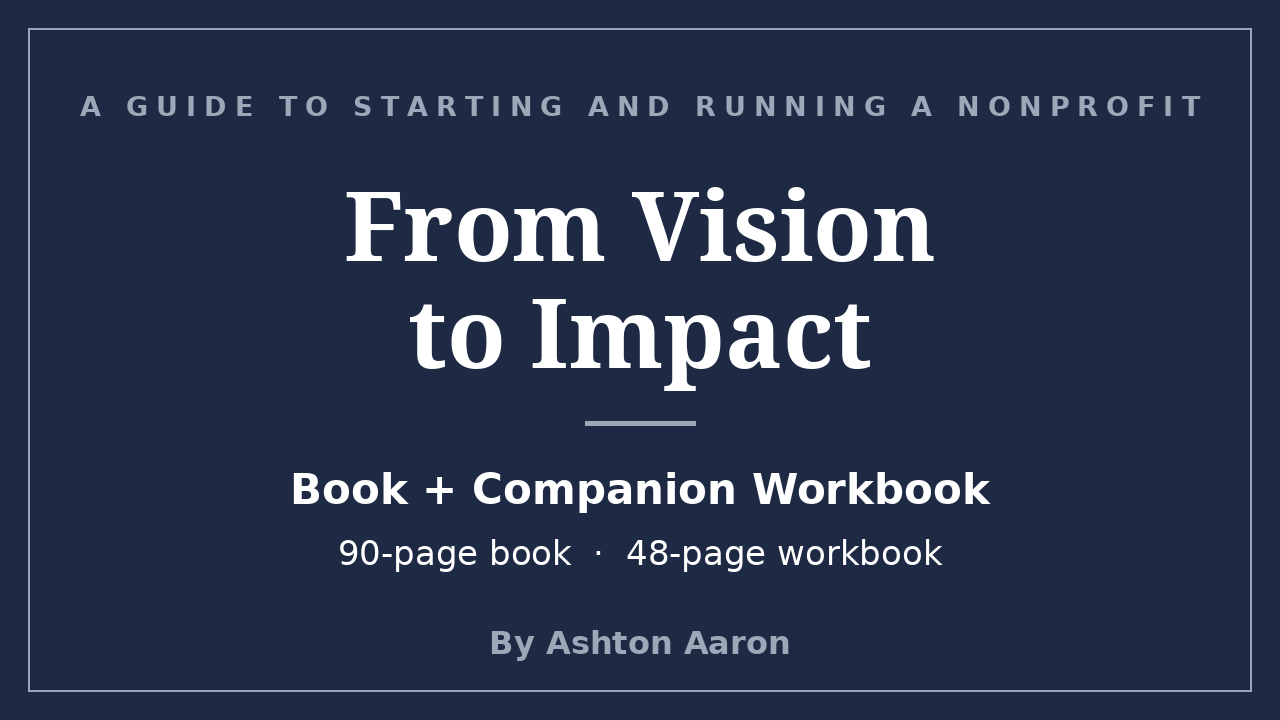 A GUIDE TO STARTING AND RUNNING A NONPROFIT
From Vision
to Impact
Book + Companion Workbook
90-page book · 48-page workbook
By Ashton Aaron